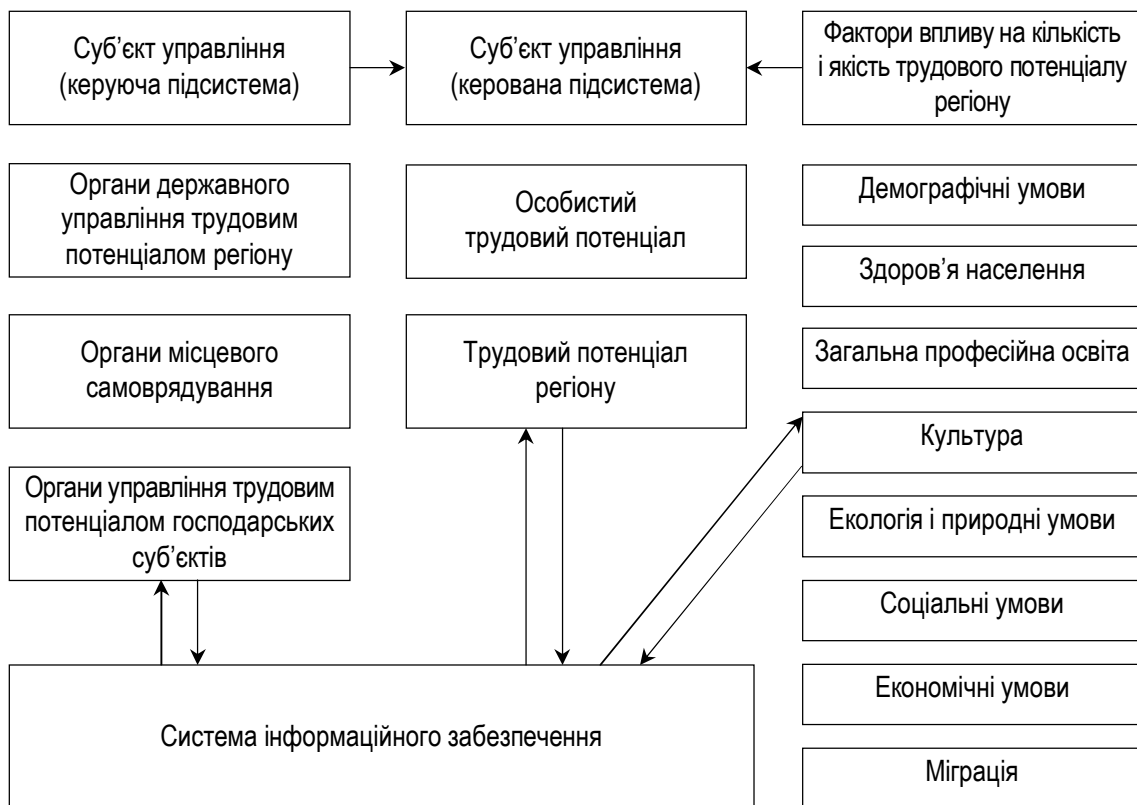 Суб’єкт управління
(керуюча підсистема)
Суб’єкт управління
(керована підсистема)
Фактори впливу на кількість
і якість трудового потенціалу
регіону
Органи державного
управління трудовим
потенціалом регіону
Особистий
трудовий потенціал
Демографічні умови
Здоров’я населення
Органи місцевого
самоврядування
Трудовий потенціал
регіону
Загальна професійна освіта
Культура
Органи управління трудовим
потенціалом господарських
суб’єктів
Екологія і природні умови
Соціальні умови
Система інформаційного забезпечення
Економічні умови
Міграція